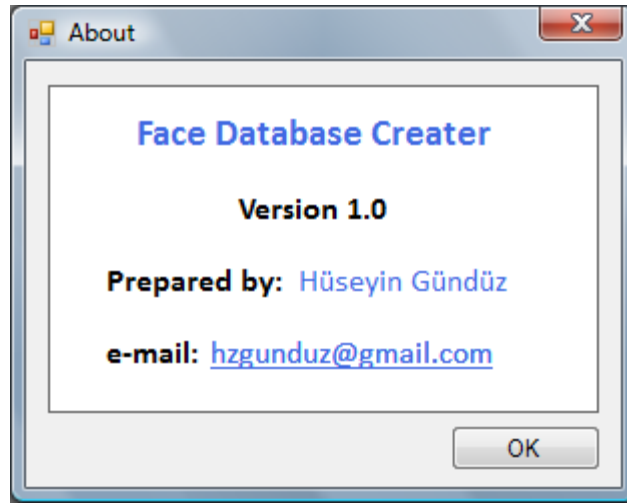 About
Face Database Creater
Version 1.0
Prepared by: Hüseyin Gündüz
e-mail: hzgunduz@gmail.com
OK